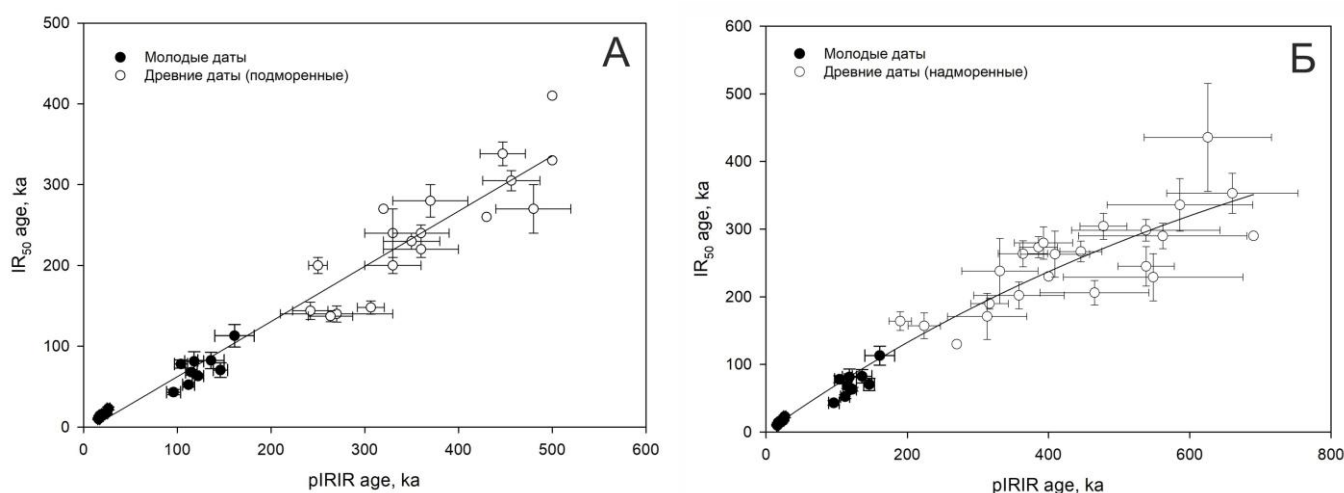 А
Молодые даты
Древние даты (подморенные)
IR50 age, ka
500
400
300
200
100
0
0 100 200 300 400 500 600
pIRIR age, ka
Б
Молодые даты
Древние даты (надморенные)
IR50 age, ka
600
500
400
300
200
100
0
0 200 400 600 800
pIRIR age, ka